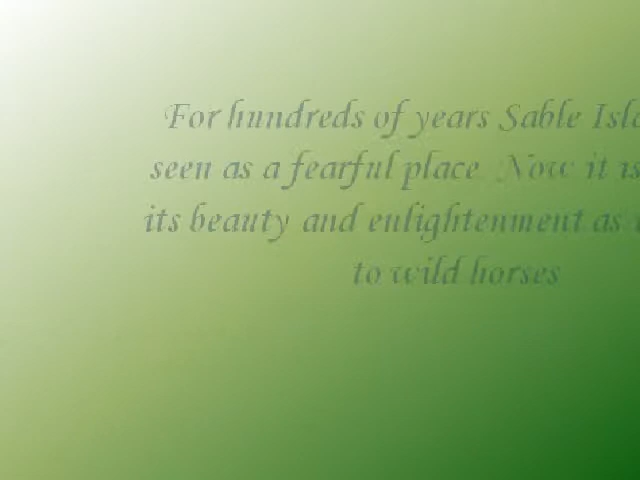 For hundreds of years Sable Isla
seen as a fearful place. Now it is
its beauty and enlightenment as
to wild horses